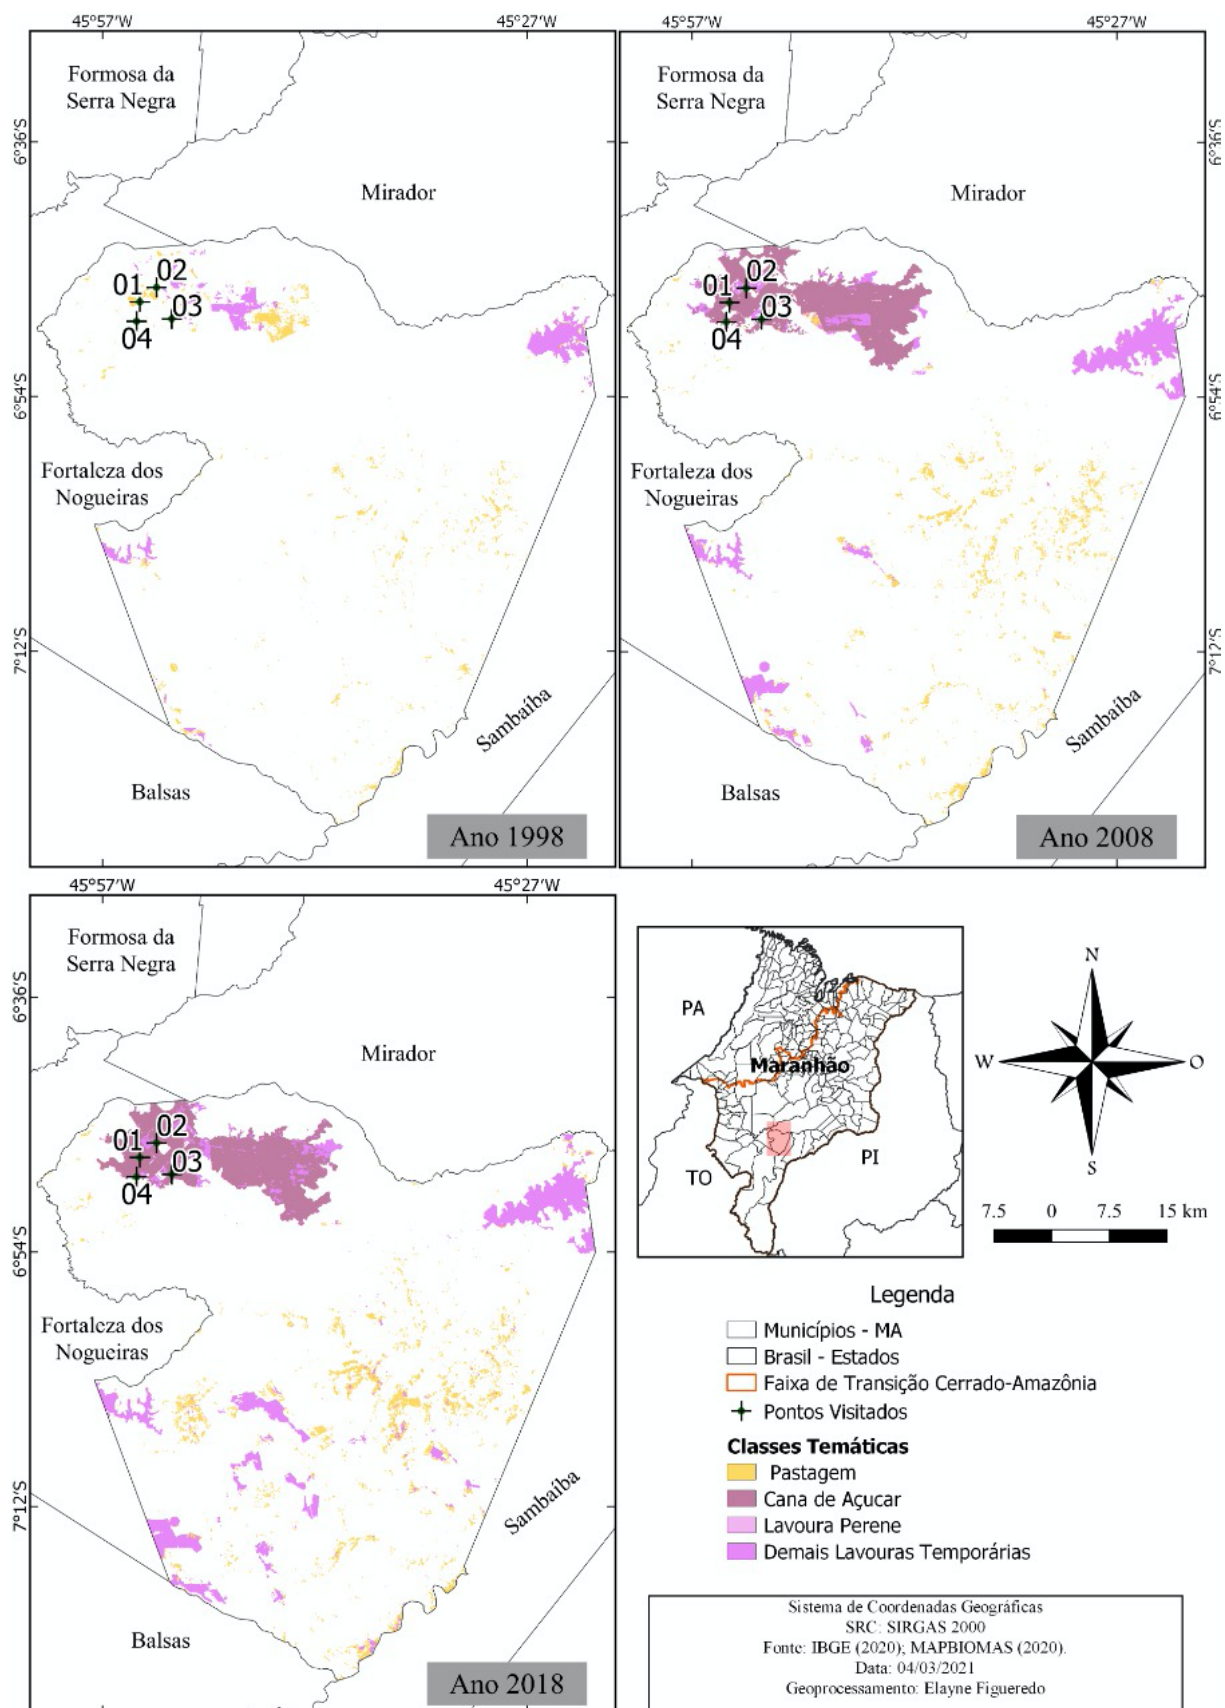 45°57'W
45°27'W
45°57'W
45°27'W
Formosa da
Serra Negra
Mirador
6°36'S
01
02
03
04
6°54'S
Fortaleza dos
Nogueiras
7°12'S
Sambaíba
Balsas
Ano 1998
Formosa da
Serra Negra
Mirador
6°36'S
01
02
03
04
6°54'S
Fortaleza dos
Nogueiras
7°12'S
Sambaíba
Balsas
Ano 2008
45°57'W
45°27'W
Formosa da
Serra Negra
Mirador
6°36'S
01
02
03
04
6°54'S
Fortaleza dos
Nogueiras
7°12'S
Sambaíba
Balsas
Ano 2018
PA
Maranhão
TO
PI
N
W
O
S
7.5 0 7.5 15 km
Legenda
Municípios - MA
Brasil - Estados
Faixa de Transição Cerrado-Amazônia
Pontos Visitados
Classes Temáticas
Pastagem
Cana de Açucar
Lavoura Perene
Demais Lavouras Temporárias
Sistema de Coordenadas Geográficas
SRC: SIRGAS 2000
Fonte: IBGE (2020); MAPBIOMAS (2020).
Data: 04/03/2021
Geoprocessamento: Elayne Figueredo